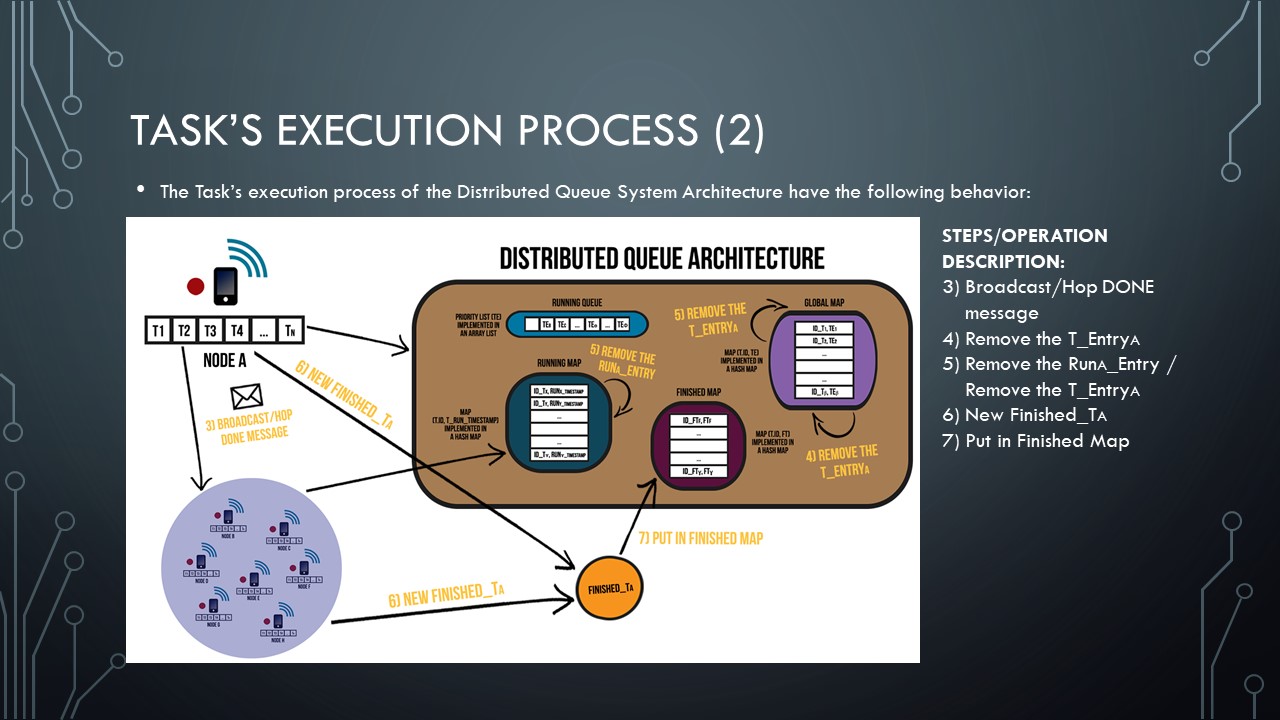 TASK'S EXECUTION PROCESS (2)
• The Task's execution process of the Distributed Queue System Architecture have the following behavior:
DISTRIBUTED QUEUE ARCHITECTURE
T1 T2 T3 T4 ... TN
NODE A
3) BROADCAST/HOP
DONE MESSAGE
6) NEW FINISHED_TA
RUNNING QUEUE
PRIORITY LIST (TE)
IMPLEMENTED IN
AN ARRAY LIST
5) REMOVE THE
T_ENTRYA
GLOBAL MAP
ID_T1, TE1
ID_T2, TE2
...
...
MAP (T.ID, TE)
IMPLEMENTED IN
A HASH MAP
4) REMOVE THE
T_ENTRYA
RUNNING MAP
5) REMOVE THE
RUNA_ENTRY
...
...
MAP
(T.ID, T_RUN_TIMESTAMP)
IMPLEMENTED IN
A HASH MAP
FINISHED MAP
...
...
MAP (T.ID, FT)
IMPLEMENTED IN
A HASH MAP
NODE B
NODE C
NODE D
NODE F
NODE E
NODE G
NODE H
6) NEW FINISHED_TA
FINISHED_TA
7) PUT IN FINISHED MAP
STEPS/OPERATION
DESCRIPTION:
3) Broadcast/Hop DONE
message
4) Remove the T_EntryA
5) Remove the RunA_Entry /
Remove the T_EntryA
6) New Finished_TA
7) Put in Finished Map